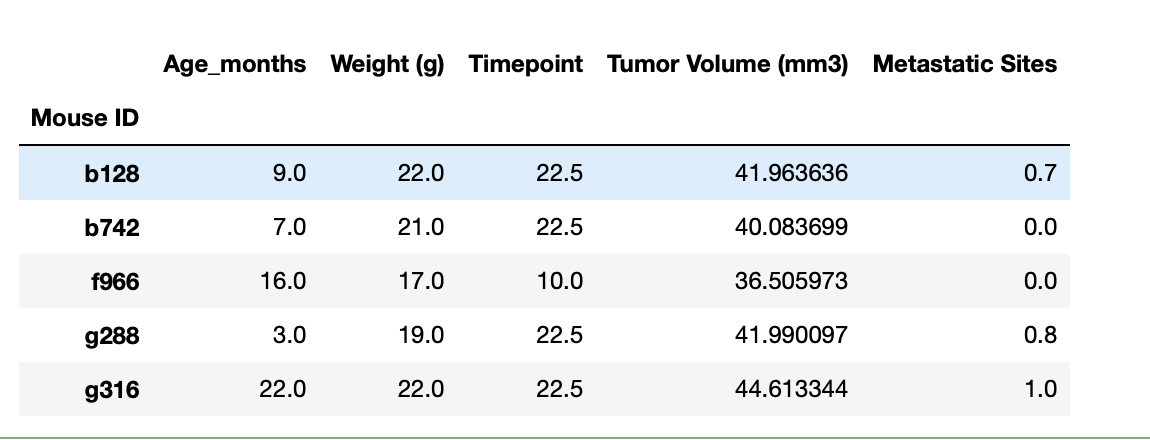 Age_months Weight (g) Timepoint Tumor Volume (mm3) Metastatic Sites
Mouse ID
b128 9.0 22.0 22.5 41.963636 0.7
b742 7.0 21.0 22.5 40.083699 0.0
f966 16.0 17.0 10.0 36.505973 0.0
g288 3.0 19.0 22.5 41.990097 0.8
g316 22.0 22.0 22.5 44.613344 1.0